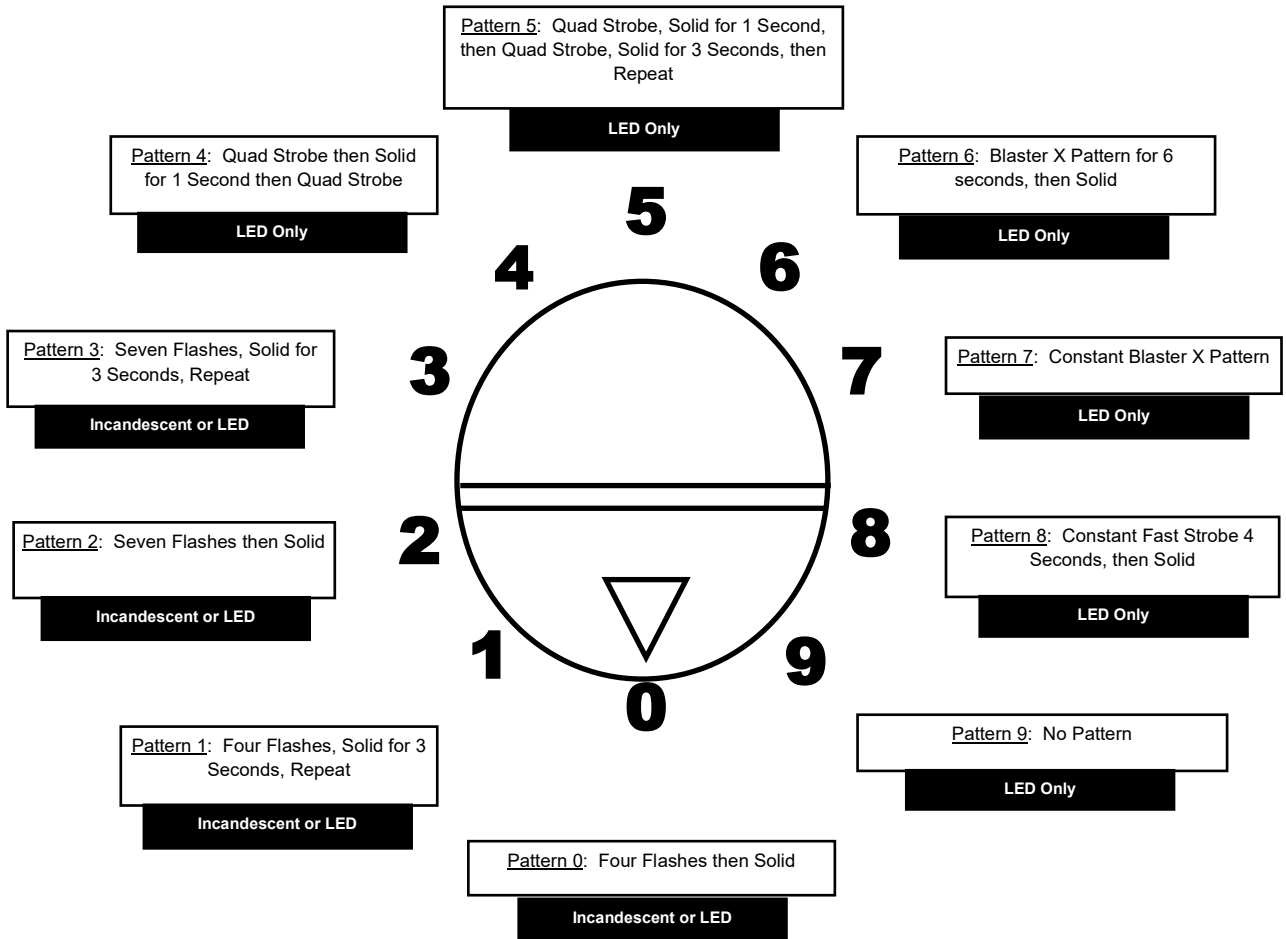 Pattern 5: Quad Strobe, Solid for 1 Second,
then Quad Strobe, Solid for 3 Seconds, then
Repeat
LED Only
Pattern 4: Quad Strobe then Solid
for 1 Second then Quad Strobe
LED Only
Pattern 6: Blaster X Pattern for 6
seconds, then Solid
LED Only
5
4
6
Pattern 3: Seven Flashes, Solid for
3 Seconds, Repeat
Incandescent or LED
3
7
Pattern 7: Constant Blaster X Pattern
LED Only
Pattern 2: Seven Flashes then Solid
Incandescent or LED
2
8
Pattern 8: Constant Fast Strobe 4
Seconds, then Solid
LED Only
1
9
0
Pattern 1: Four Flashes, Solid for 3
Seconds, Repeat
Incandescent or LED
Pattern 9: No Pattern
LED Only
Pattern 0: Four Flashes then Solid
Incandescent or LED